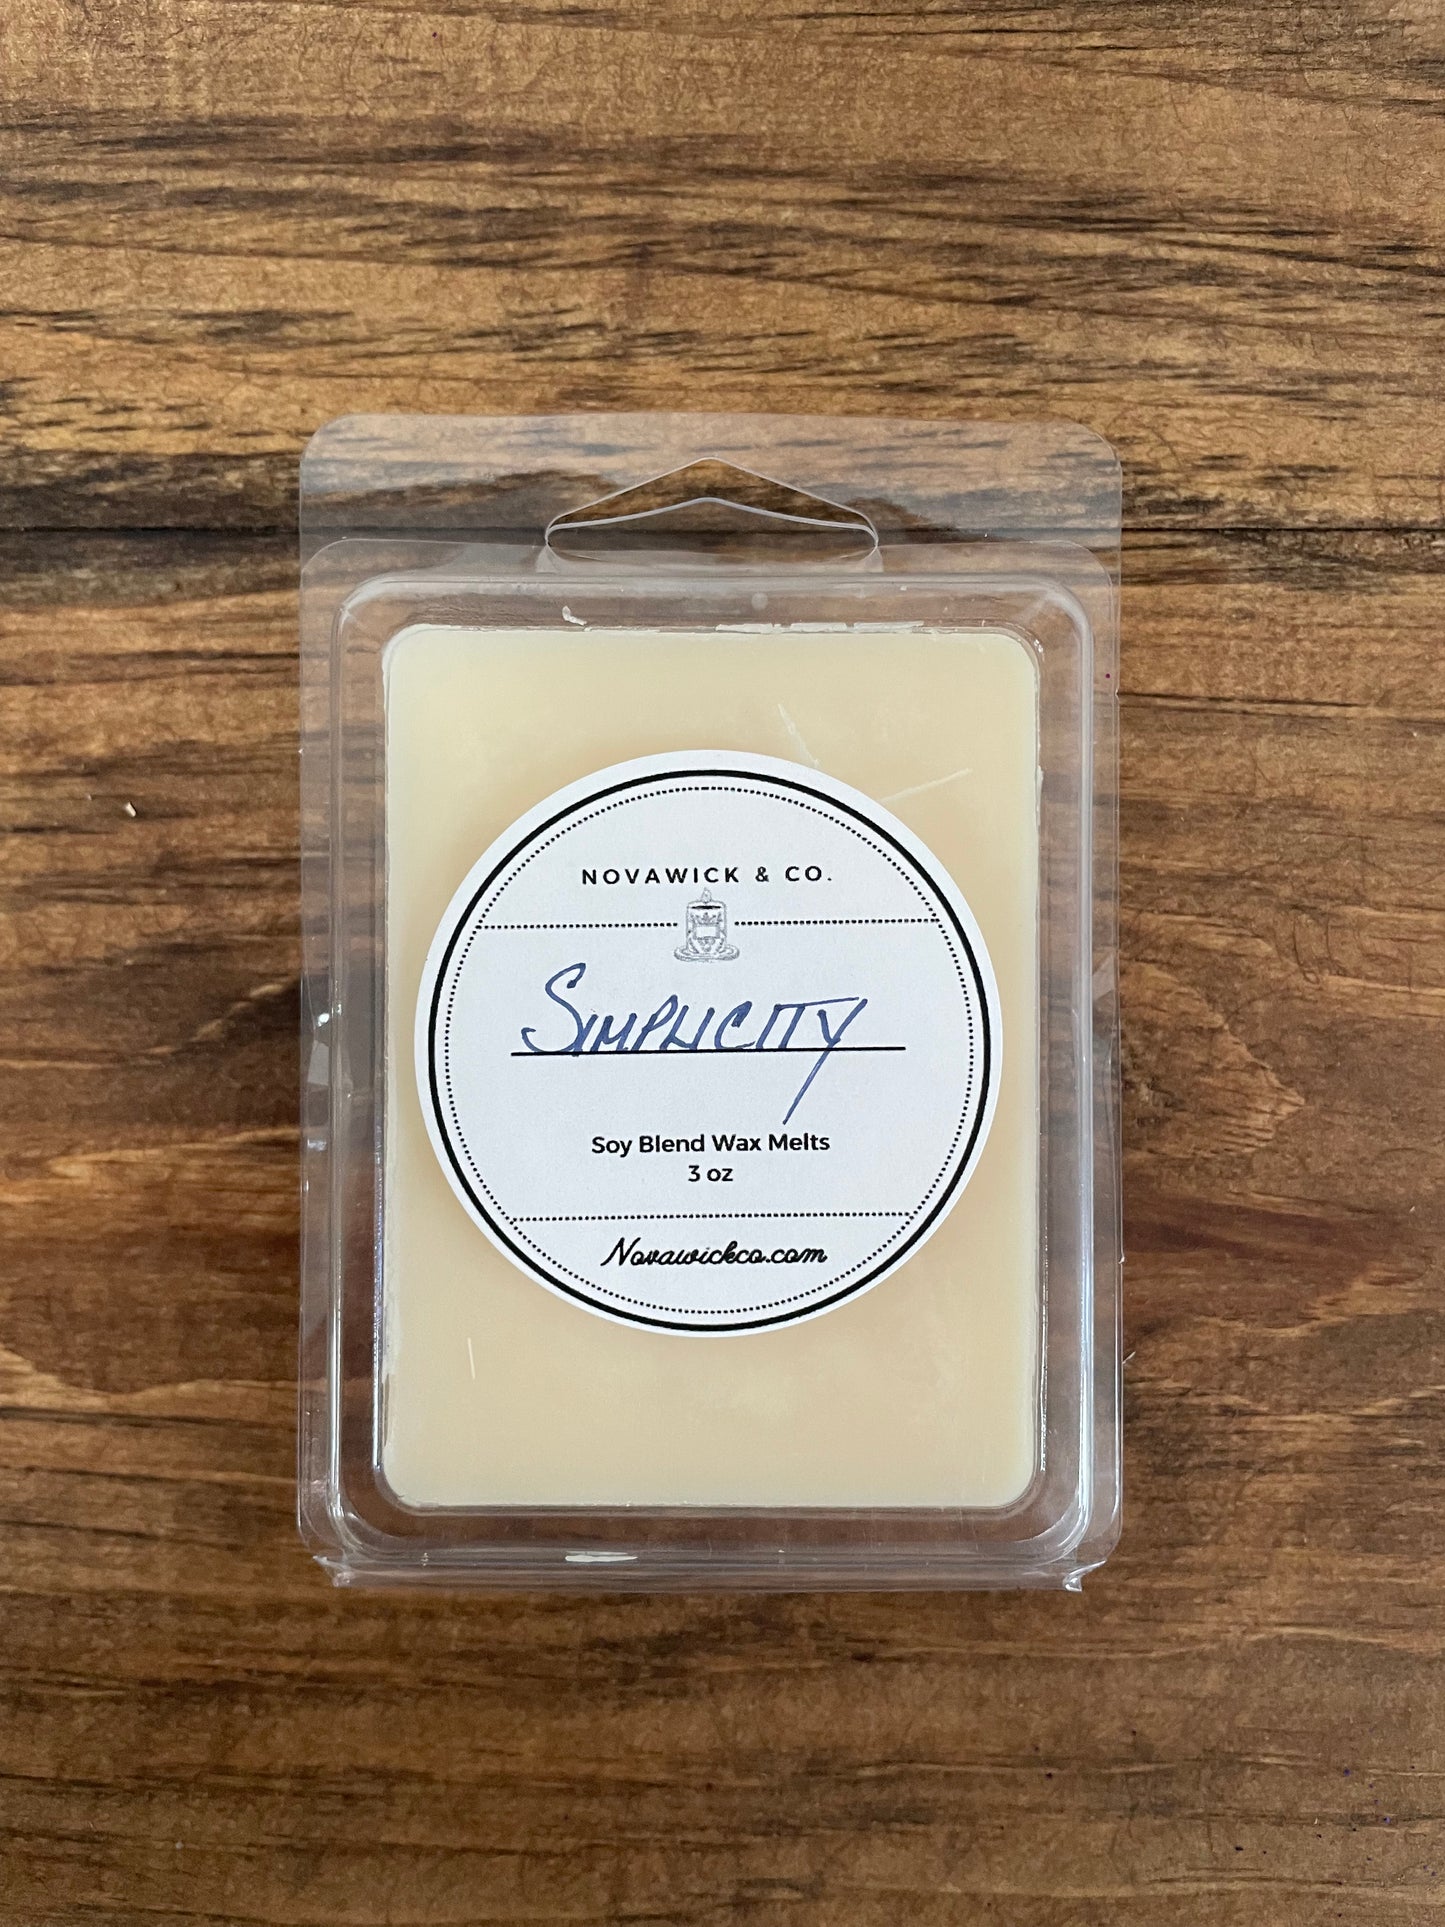 NOVAWICK & CO.
SIMPLICITY
Soy Blend Wax Melts
3 oz
Novawickco.com